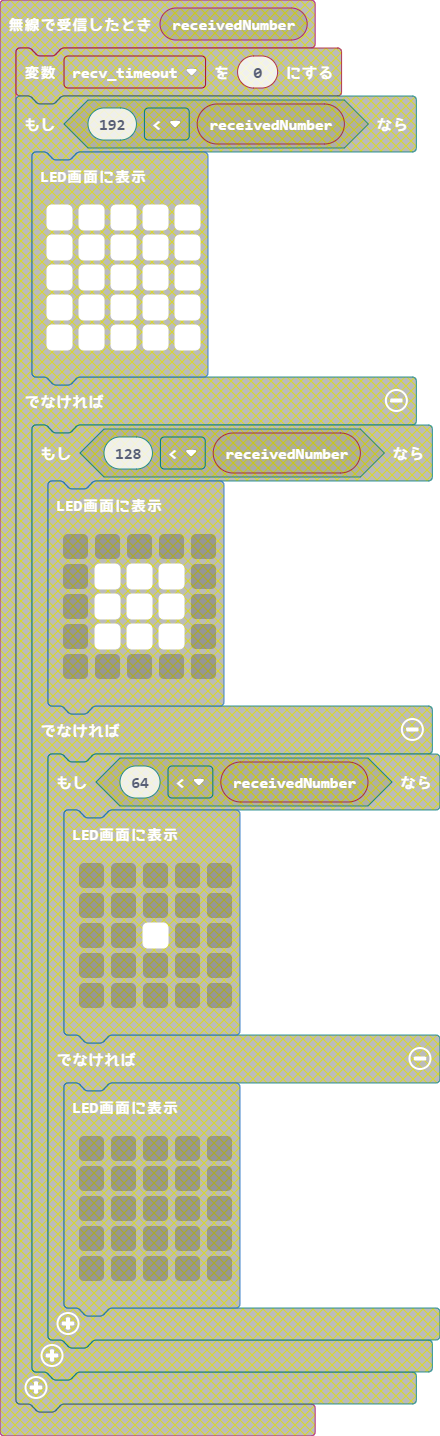 無線で受信したとき receivedNumber
変数 recv_timeout を 0 にする
もし 192 < receivedNumber なら
LED画面に表示
でなければ
もし 128 < receivedNumber なら
LED画面に表示
でなければ
もし 64 < receivedNumber なら
LED画面に表示
でなければ
LED画面に表示